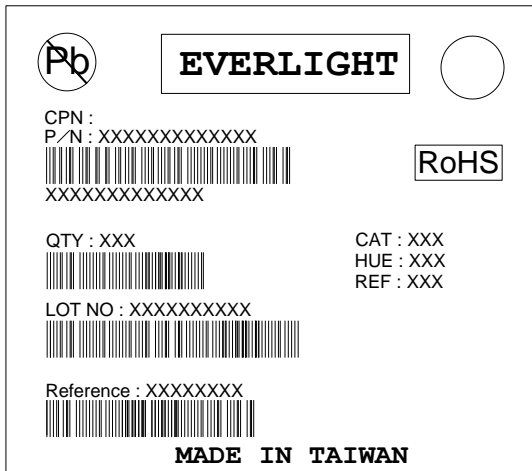 Pb
EVERLIGHT
CPN :
P/N : XXXXXXXXXXXXX
RoHS
XXXXXXXXXXXXX
QTY : XXX
CAT : XXX
HUE : XXX
REF : XXX
LOT NO : XXXXXXXXXX
Reference : XXXXXXXX
MADE IN TAIWAN